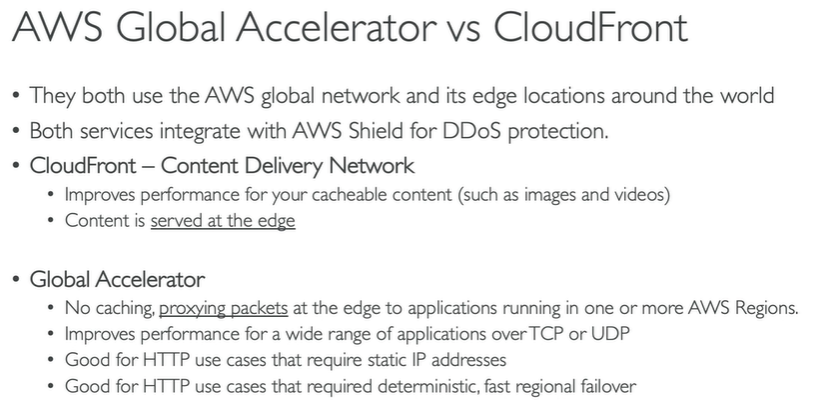 AWS Global Accelerator vs CloudFront
• They both use the AWS global network and its edge locations around the world
• Both services integrate with AWS Shield for DDoS protection.
• CloudFront – Content Delivery Network
• Improves performance for your cacheable content (such as images and videos)
• Content is served at the edge
• Global Accelerator
• No caching, proxying packets at the edge to applications running in one or more AWS Regions.
• Improves performance for a wide range of applications over TCP or UDP
• Good for HTTP use cases that require static IP addresses
• Good for HTTP use cases that required deterministic, fast regional failover